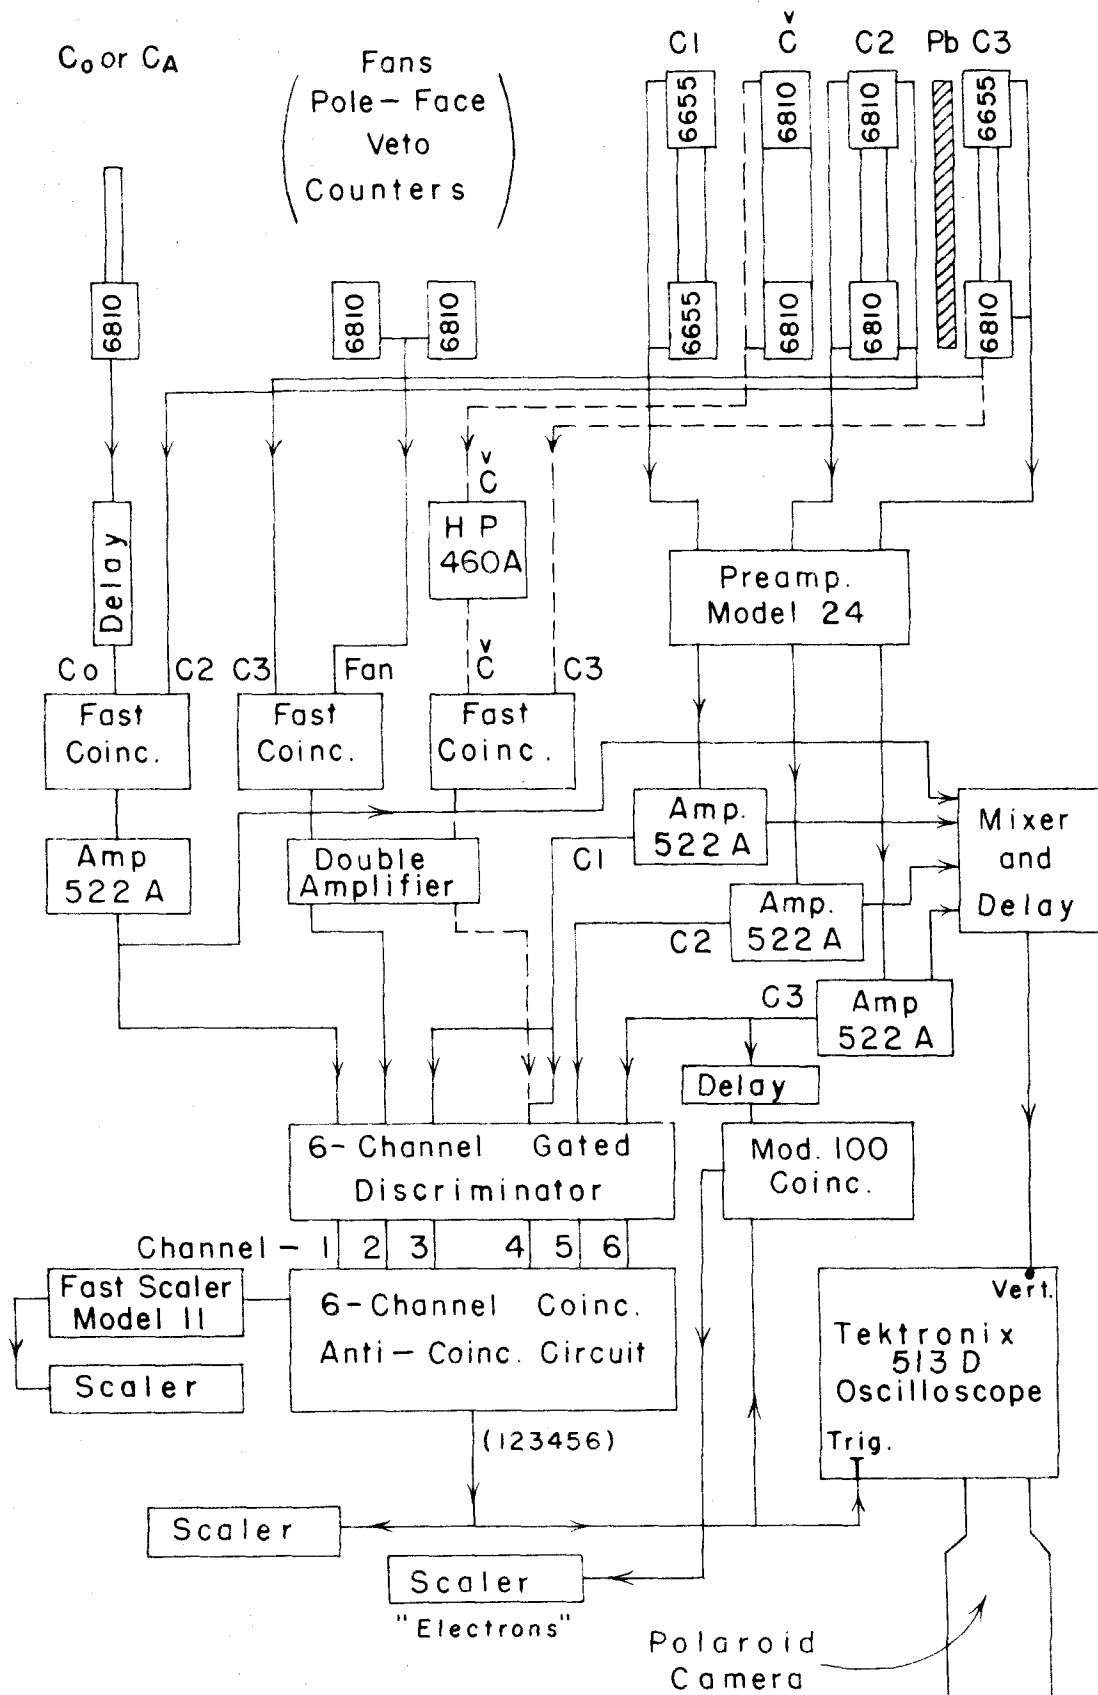 Co or CA
Fans
Pole-Face
Veto
Counters
C1
Č
C2
Pb
C3
6655
6810
6810
6655
6810
6810
6810
6655
6810
6810
6810
Č
HP
460A
Delay
Preamp.
Model 24
Co
C2
C3
Fan
Č
C3
Fast
Coinc.
Fast
Coinc.
Fast
Coinc.
Amp
522 A
Double
Amplifier
C1
Amp.
522 A
Mixer
and
Delay
C2
Amp.
522 A
C3
Amp
522 A
Delay
6-Channel Gated
Discriminator
Mod. 100
Coinc.
Channel - 1 2 3 4 5 6
Fast Scaler
Model 11
6-Channel Coinc.
Anti-Coinc. Circuit
Scaler
Vert.
Tektronix
513 D
Oscilloscope
Trig.
(123456)
Scaler
Scaler
"Electrons"
Polaroid
Camera